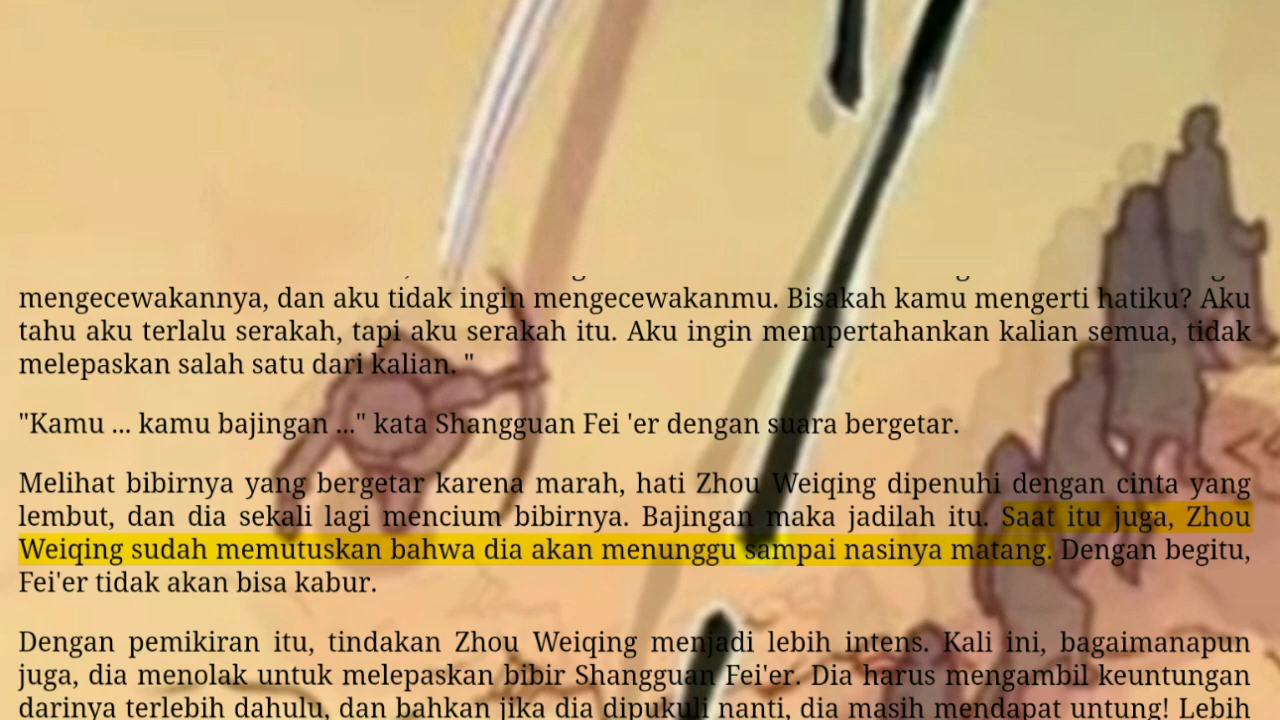 mengecewakannya, dan aku tidak ingin mengecewakanmu. Bisakah kamu mengerti hatiku? Aku
tahu aku terlalu serakah, tapi aku serakah itu. Aku ingin mempertahankan kalian semua, tidak
melepaskan salah satu dari kalian. "
"Kamu ... kamu bajingan ..." kata Shangguan Fei 'er dengan suara bergetar.
Melihat bibirnya yang bergetar karena marah, hati Zhou Weiqing dipenuhi dengan cinta yang
lembut, dan dia sekali lagi mencium bibirnya. Bajingan maka jadilah itu. Saat itu juga, Zhou
Weiqing sudah memutuskan bahwa dia akan menunggu sampai nasinya matang. Dengan begitu,
Fei'er tidak akan bisa kabur.
Dengan pemikiran itu, tindakan Zhou Weiqing menjadi lebih intens. Kali ini, bagaimanapun
juga, dia menolak untuk melepaskan bibir Shangguan Fei'er. Dia harus mengambil keuntungan
darinya terlebih dahulu, dan bahkan jika dia dipukuli nanti, dia masih mendapat untung! Lebih